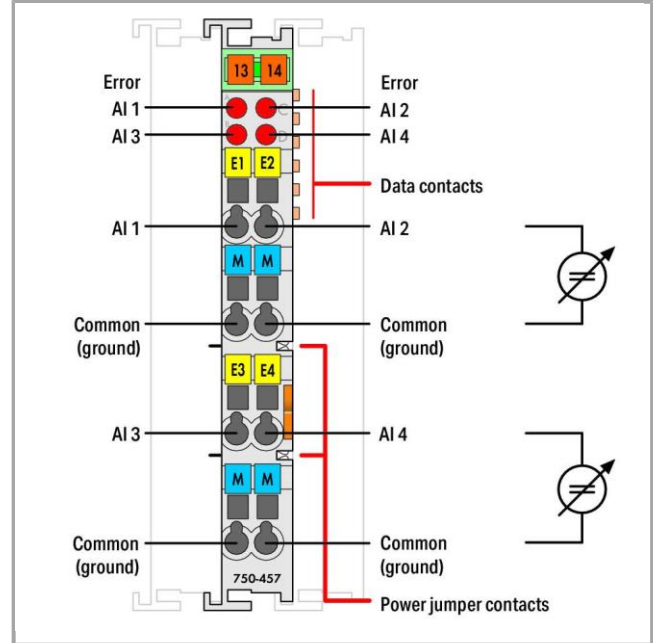 13 14
Error
Error
AI 1
AI 2
AI 3
C
D
AI 4
E1 E2
Data contacts
AI 1
AI 2
M M
Common
(ground)
Common
(ground)
E3 E4
AI 3
AI 4
M M
Common
(ground)
Common
(ground)
750-457
Power jumper contacts